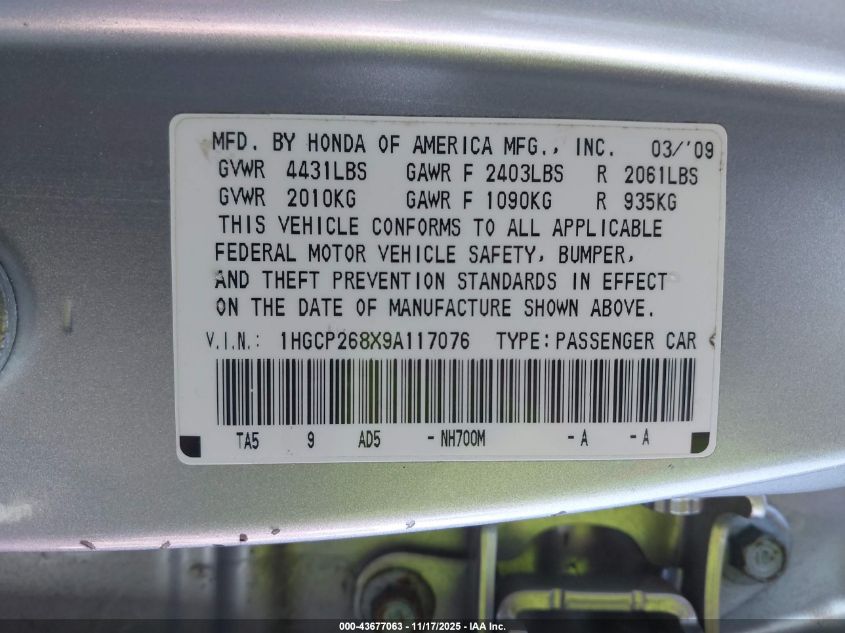 MFD. BY HONDA OF AMERICA MFG., INC. 03/'09
GVWR 4431LBS GAWR F 2403LBS R 2061LBS
GVWR 2010KG GAWR F 1090KG R 935KG
THIS VEHICLE CONFORMS TO ALL APPLICABLE
FEDERAL MOTOR VEHICLE SAFETY, BUMPER,
AND THEFT PREVENTION STANDARDS IN EFFECT
ON THE DATE OF MANUFACTURE SHOWN ABOVE.
V.I.N.: 1HGCP268X9A117076 TYPE: PASSENGER CAR
TA5 9 AD5 - NH700M - A - A
000-43677063 - 11/17/2025 - IAA, Inc.